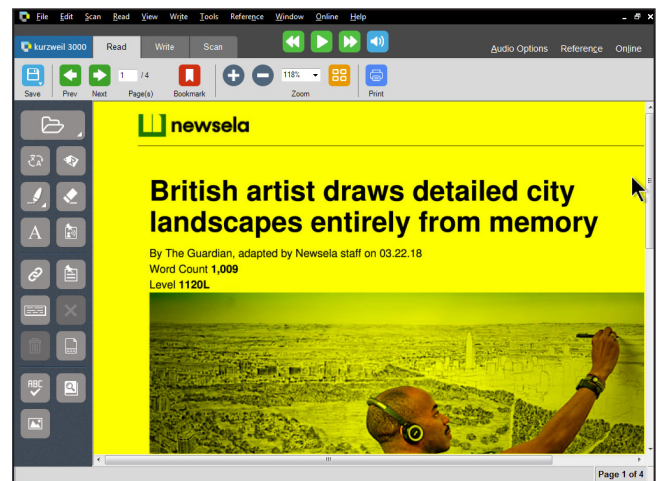 File Edit Scan Read View Write Tools Reference Window Online Help
kurzweil 3000 Read Write Scan Audio Options Reference Online
1 / 4 118%
Save Prev Next Page(s) Bookmark Zoom Print
newsela
British artist draws detailed city
landscapes entirely from memory
By The Guardian, adapted by Newsela staff on 03.22.18
Word Count 1,009
Level 1120L
A
ABC
Page 1 of 4